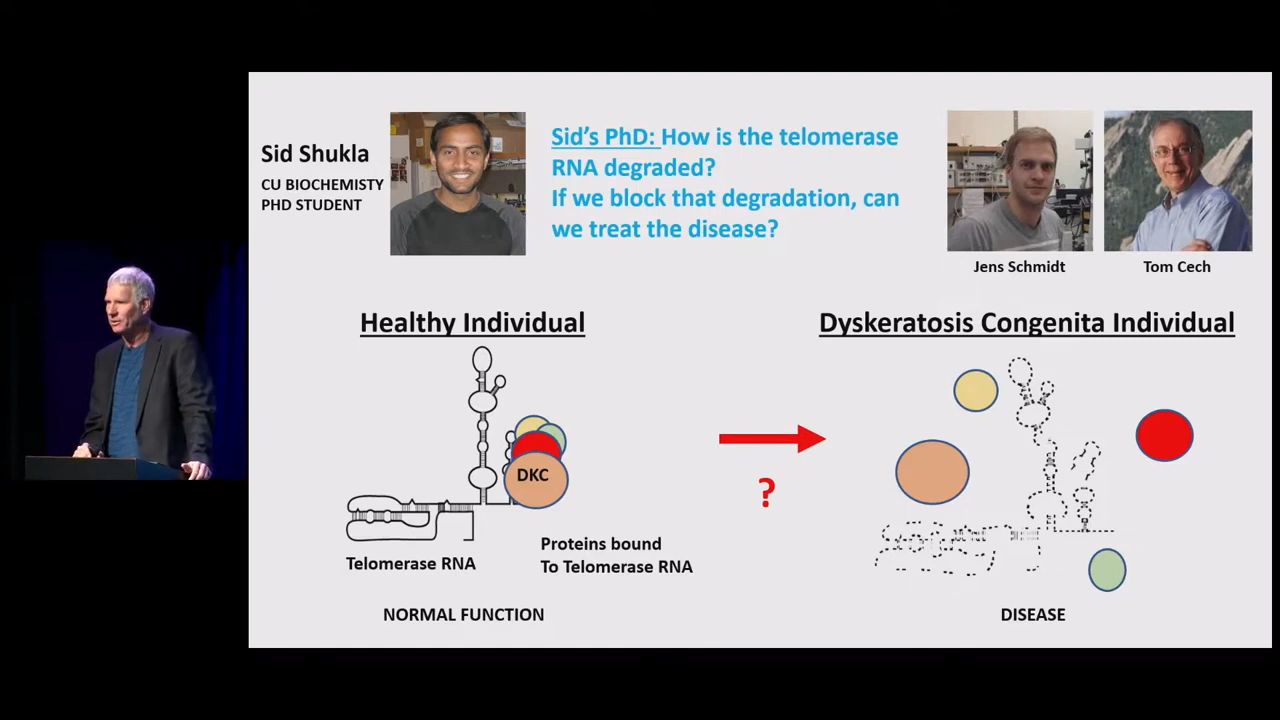 Sid Shukla
CU BIOCHEMISTY
PHD STUDENT
Sid's PhD: How is the telomerase
RNA degraded?
If we block that degradation, can
we treat the disease?
Jens Schmidt
Tom Cech
Healthy Individual
Dyskeratosis Congenita Individual
DKC
?
Proteins bound
To Telomerase RNA
Telomerase RNA
NORMAL FUNCTION
DISEASE